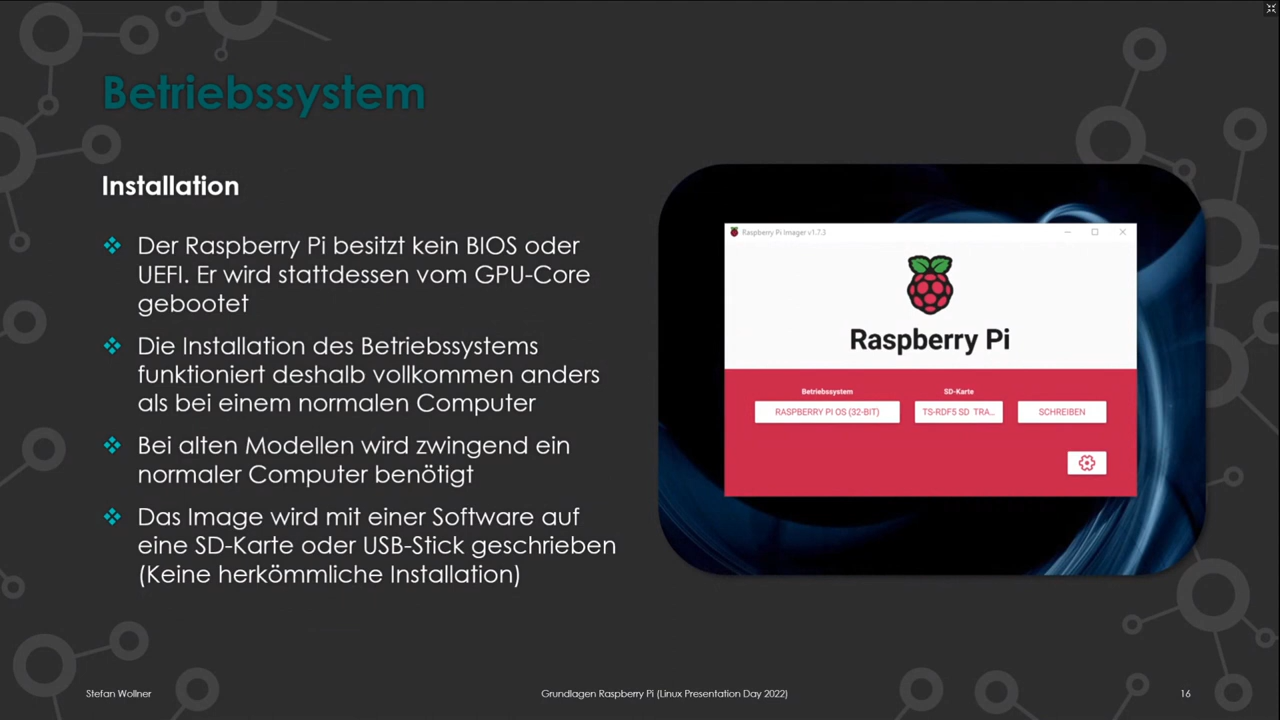 Betriebssystem
Installation
Der Raspberry Pi besitzt kein BIOS oder
UEFI. Er wird stattdessen vom GPU-Core
gebootet
Die Installation des Betriebssystems
funktioniert deshalb vollkommen anders
als bei einem normalen Computer
Bei alten Modellen wird zwingend ein
normaler Computer benötigt
Das Image wird mit einer Software auf
eine SD-Karte oder USB-Stick geschrieben
(Keine herkömmliche Installation)
Raspberry Pi Imager v1.7.3
Raspberry Pi
Betriebssystem
SD-Karte
RASPBERRY PI OS (32-BIT)
TS-RDF5 SD TRA...
SCHREIBEN
Stefan Wollner
Grundlagen Raspberry Pi (Linux Presentation Day 2022)
16